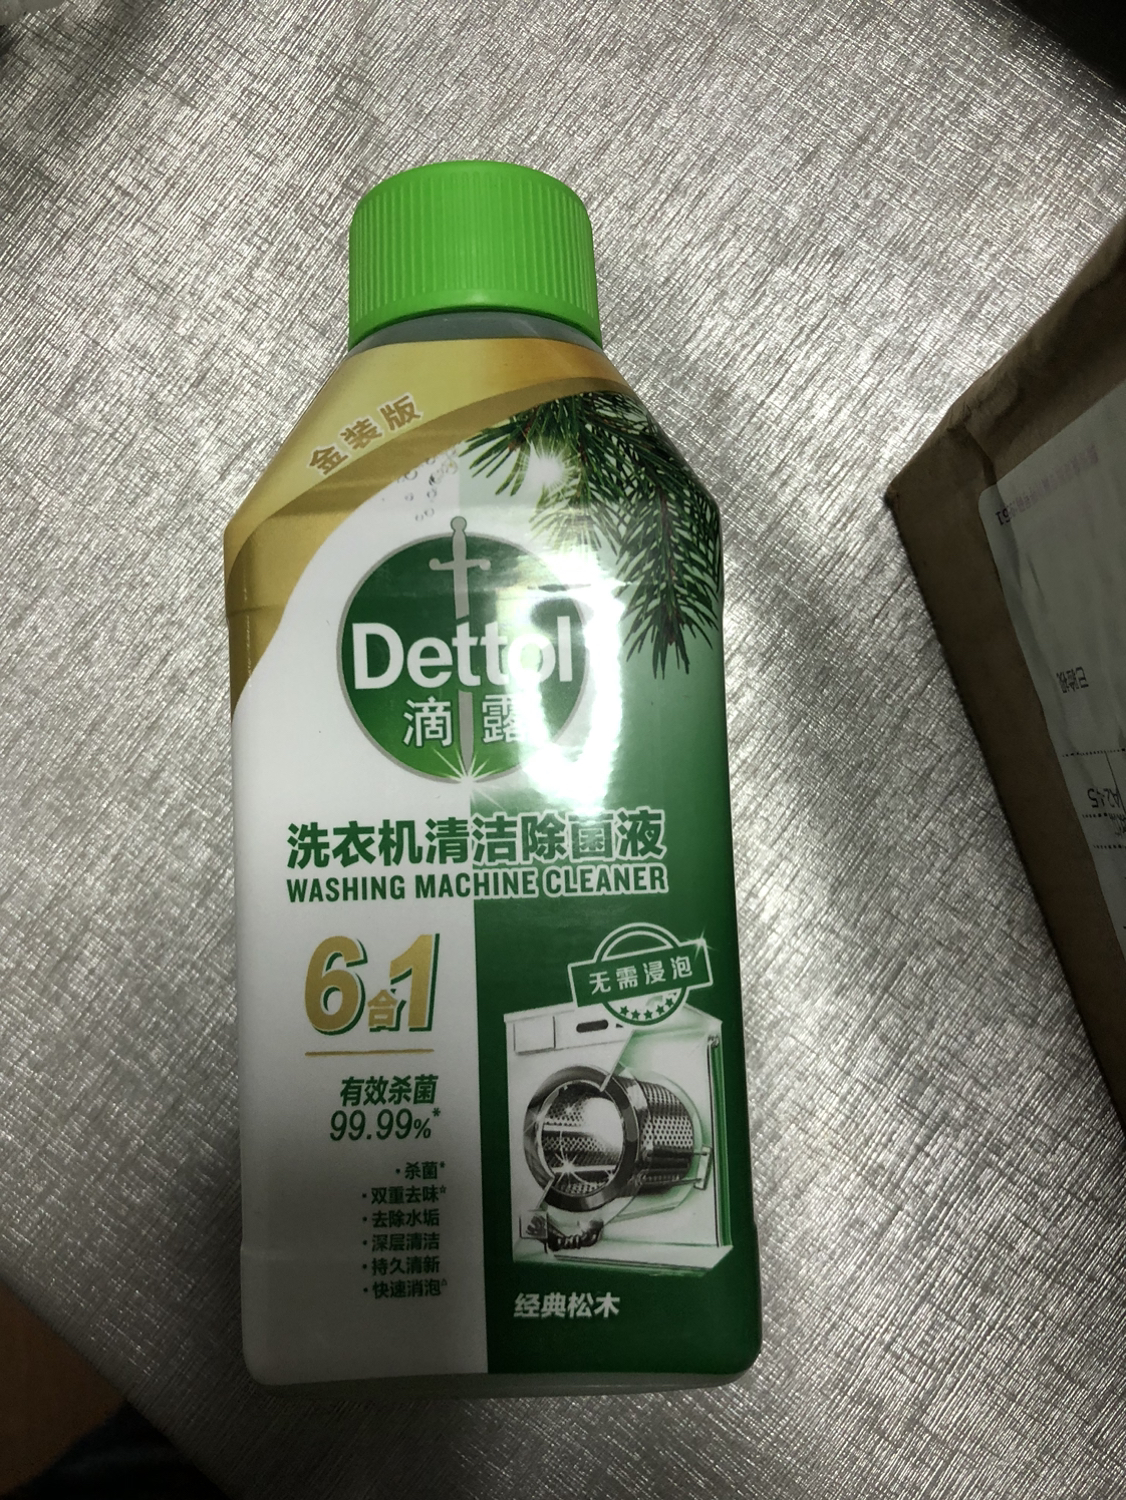 金装版
Dettol
滴露
洗衣机清洁除菌液
WASHING MACHINE CLEANER
6合1
有效杀菌
99.99%*
·杀菌*
·双重去味☆
·去除水垢
·深层清洁
·持久清新
·快速消泡△
无需浸泡
经典松木